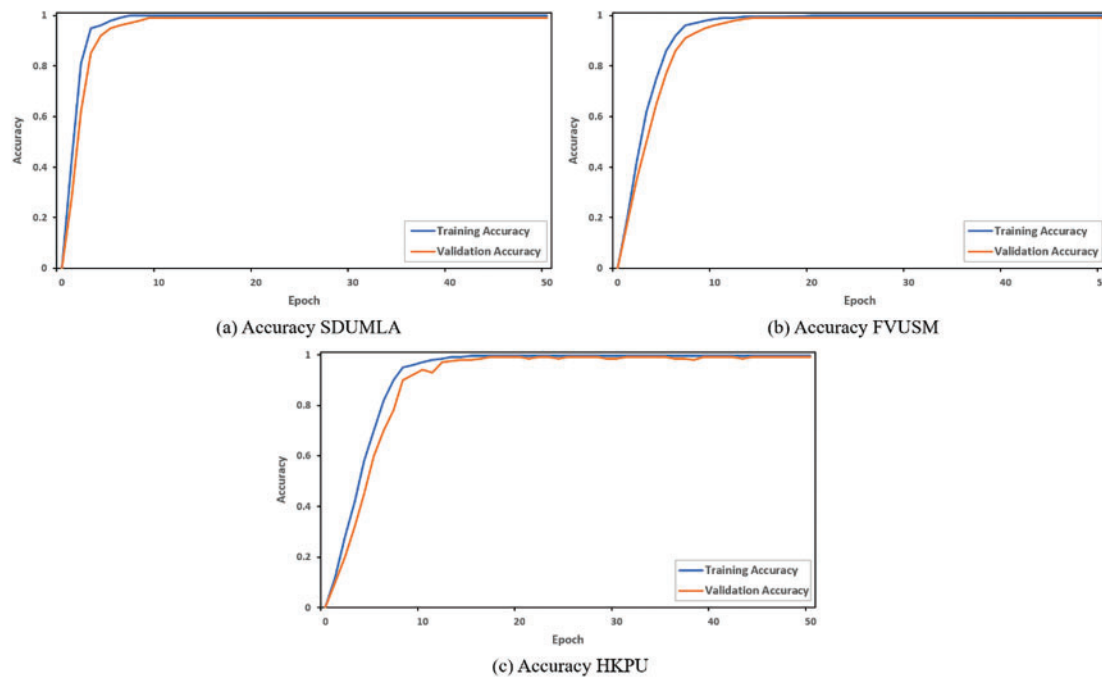 1
0.8
0.6
0.4
0.2
0
Accuracy
Training Accuracy
Validation Accuracy
0 10 20 30 40 50
Epoch
(a) Accuracy SDUMLA
1
0.8
0.6
0.4
0.2
0
Accuracy
Training Accuracy
Validation Accuracy
0 10 20 30 40 50
Epoch
(b) Accuracy FVUSM
1
0.8
0.6
0.4
0.2
0
Accuracy
Training Accuracy
Validation Accuracy
0 10 20 30 40 50
Epoch
(c) Accuracy HKPU